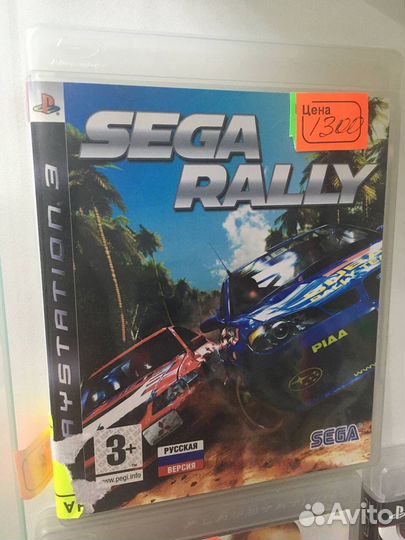 Цена
1300
SEGA
RALLY
PLAYSTATION 3
PIAA
3+
www.pegi.info
РУССКАЯ
ВЕРСИЯ
SEGA
Avito